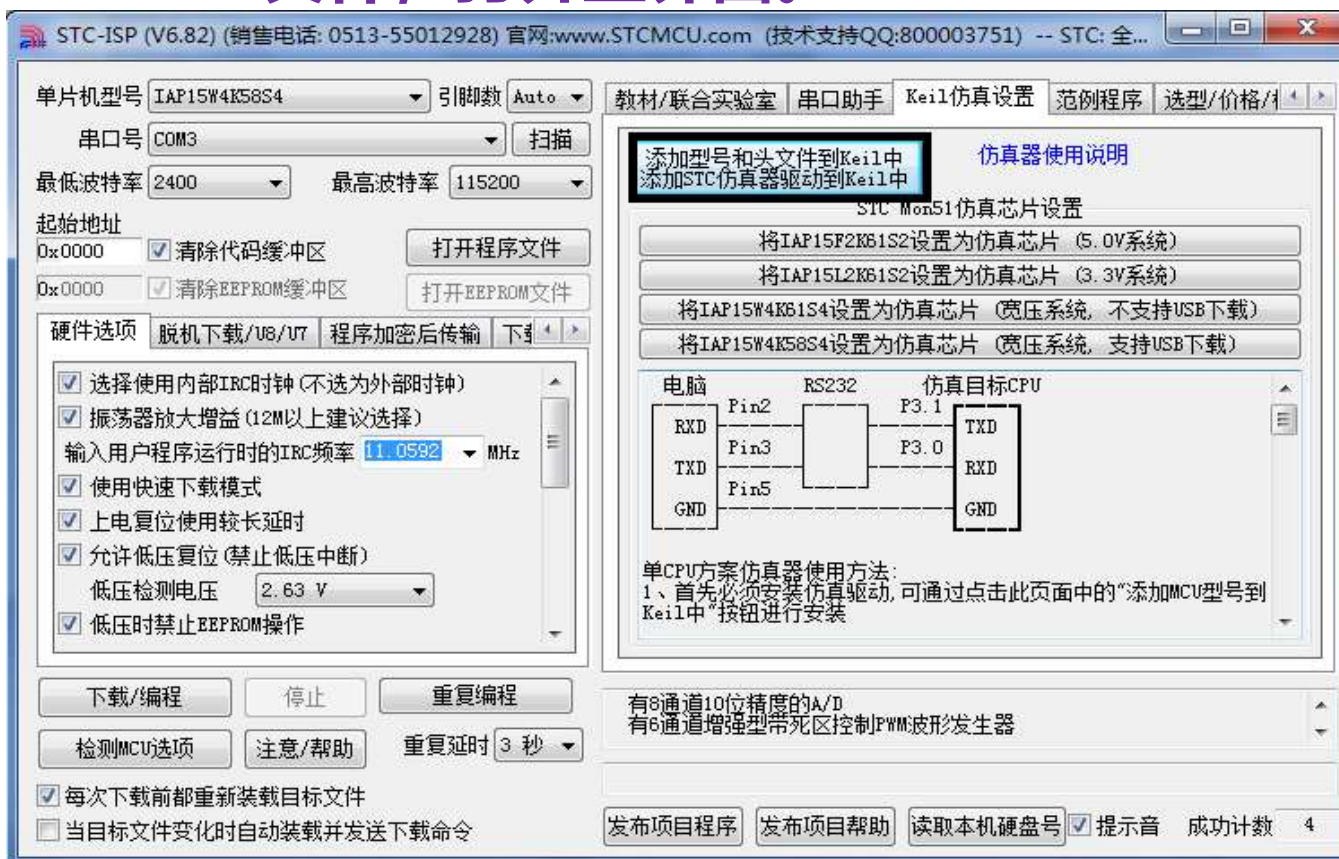 文件，打开主界面。
STC-ISP (V6.82) (销售电话: 0513-55012928) 官网:www.STCMCU.com (技术支持QQ:800003751) -- STC: 全...
单片机型号 IAP15W4K58S4 引脚数 Auto
串口号 COM3 扫描
最低波特率 2400 最高波特率 115200
起始地址
0x0000 清除代码缓冲区 打开程序文件
0x0000 清除EEPROM缓冲区 打开EEPROM文件
硬件选项 脱机下载/U8/U7 程序加密后传输
选择使用内部IRC时钟(不选为外部时钟)
振荡器放大增益(12M以上建议选择)
输入用户程序运行时的IRC频率 11.0592 MHz
使用快速下载模式
上电复位使用较长延时
允许低压复位(禁止低压中断)
低压检测电压 2.63 V
低压时禁止EEPROM操作
下载/编程 停止 重复编程
检测MCU选项 注意/帮助 重复延时 3 秒
每次下载前都重新装载目标文件
当目标文件变化时自动装载并发送下载命令
教材/联合实验室 串口助手 Keil仿真设置 范例程序 选型/价格/
添加型号和头文件到Keil中
添加STC仿真器驱动到Keil中
仿真器使用说明
STC Mon51仿真芯片设置
将IAP15F2K61S2设置为仿真芯片 (5.0V系统)
将IAP15L2K61S2设置为仿真芯片 (3.3V系统)
将IAP15W4K61S4设置为仿真芯片 (宽压系统, 不支持USB下载)
将IAP15W4K58S4设置为仿真芯片 (宽压系统, 支持USB下载)
电脑 RS232 仿真目标CPU
Pin2 P3.1
RXD TXD
Pin3 P3.0
TXD RXD
Pin5
GND GND
单CPU方案仿真器使用方法:
1、首先必须安装仿真驱动,可通过点击此页面中的"添加MCU型号到
Keil中"按钮进行安装
有8通道10位精度的A/D
有6通道增强型带死区控制PWM波形发生器
发布项目程序 发布项目帮助 读取本机硬盘号 提示音 成功计数 4